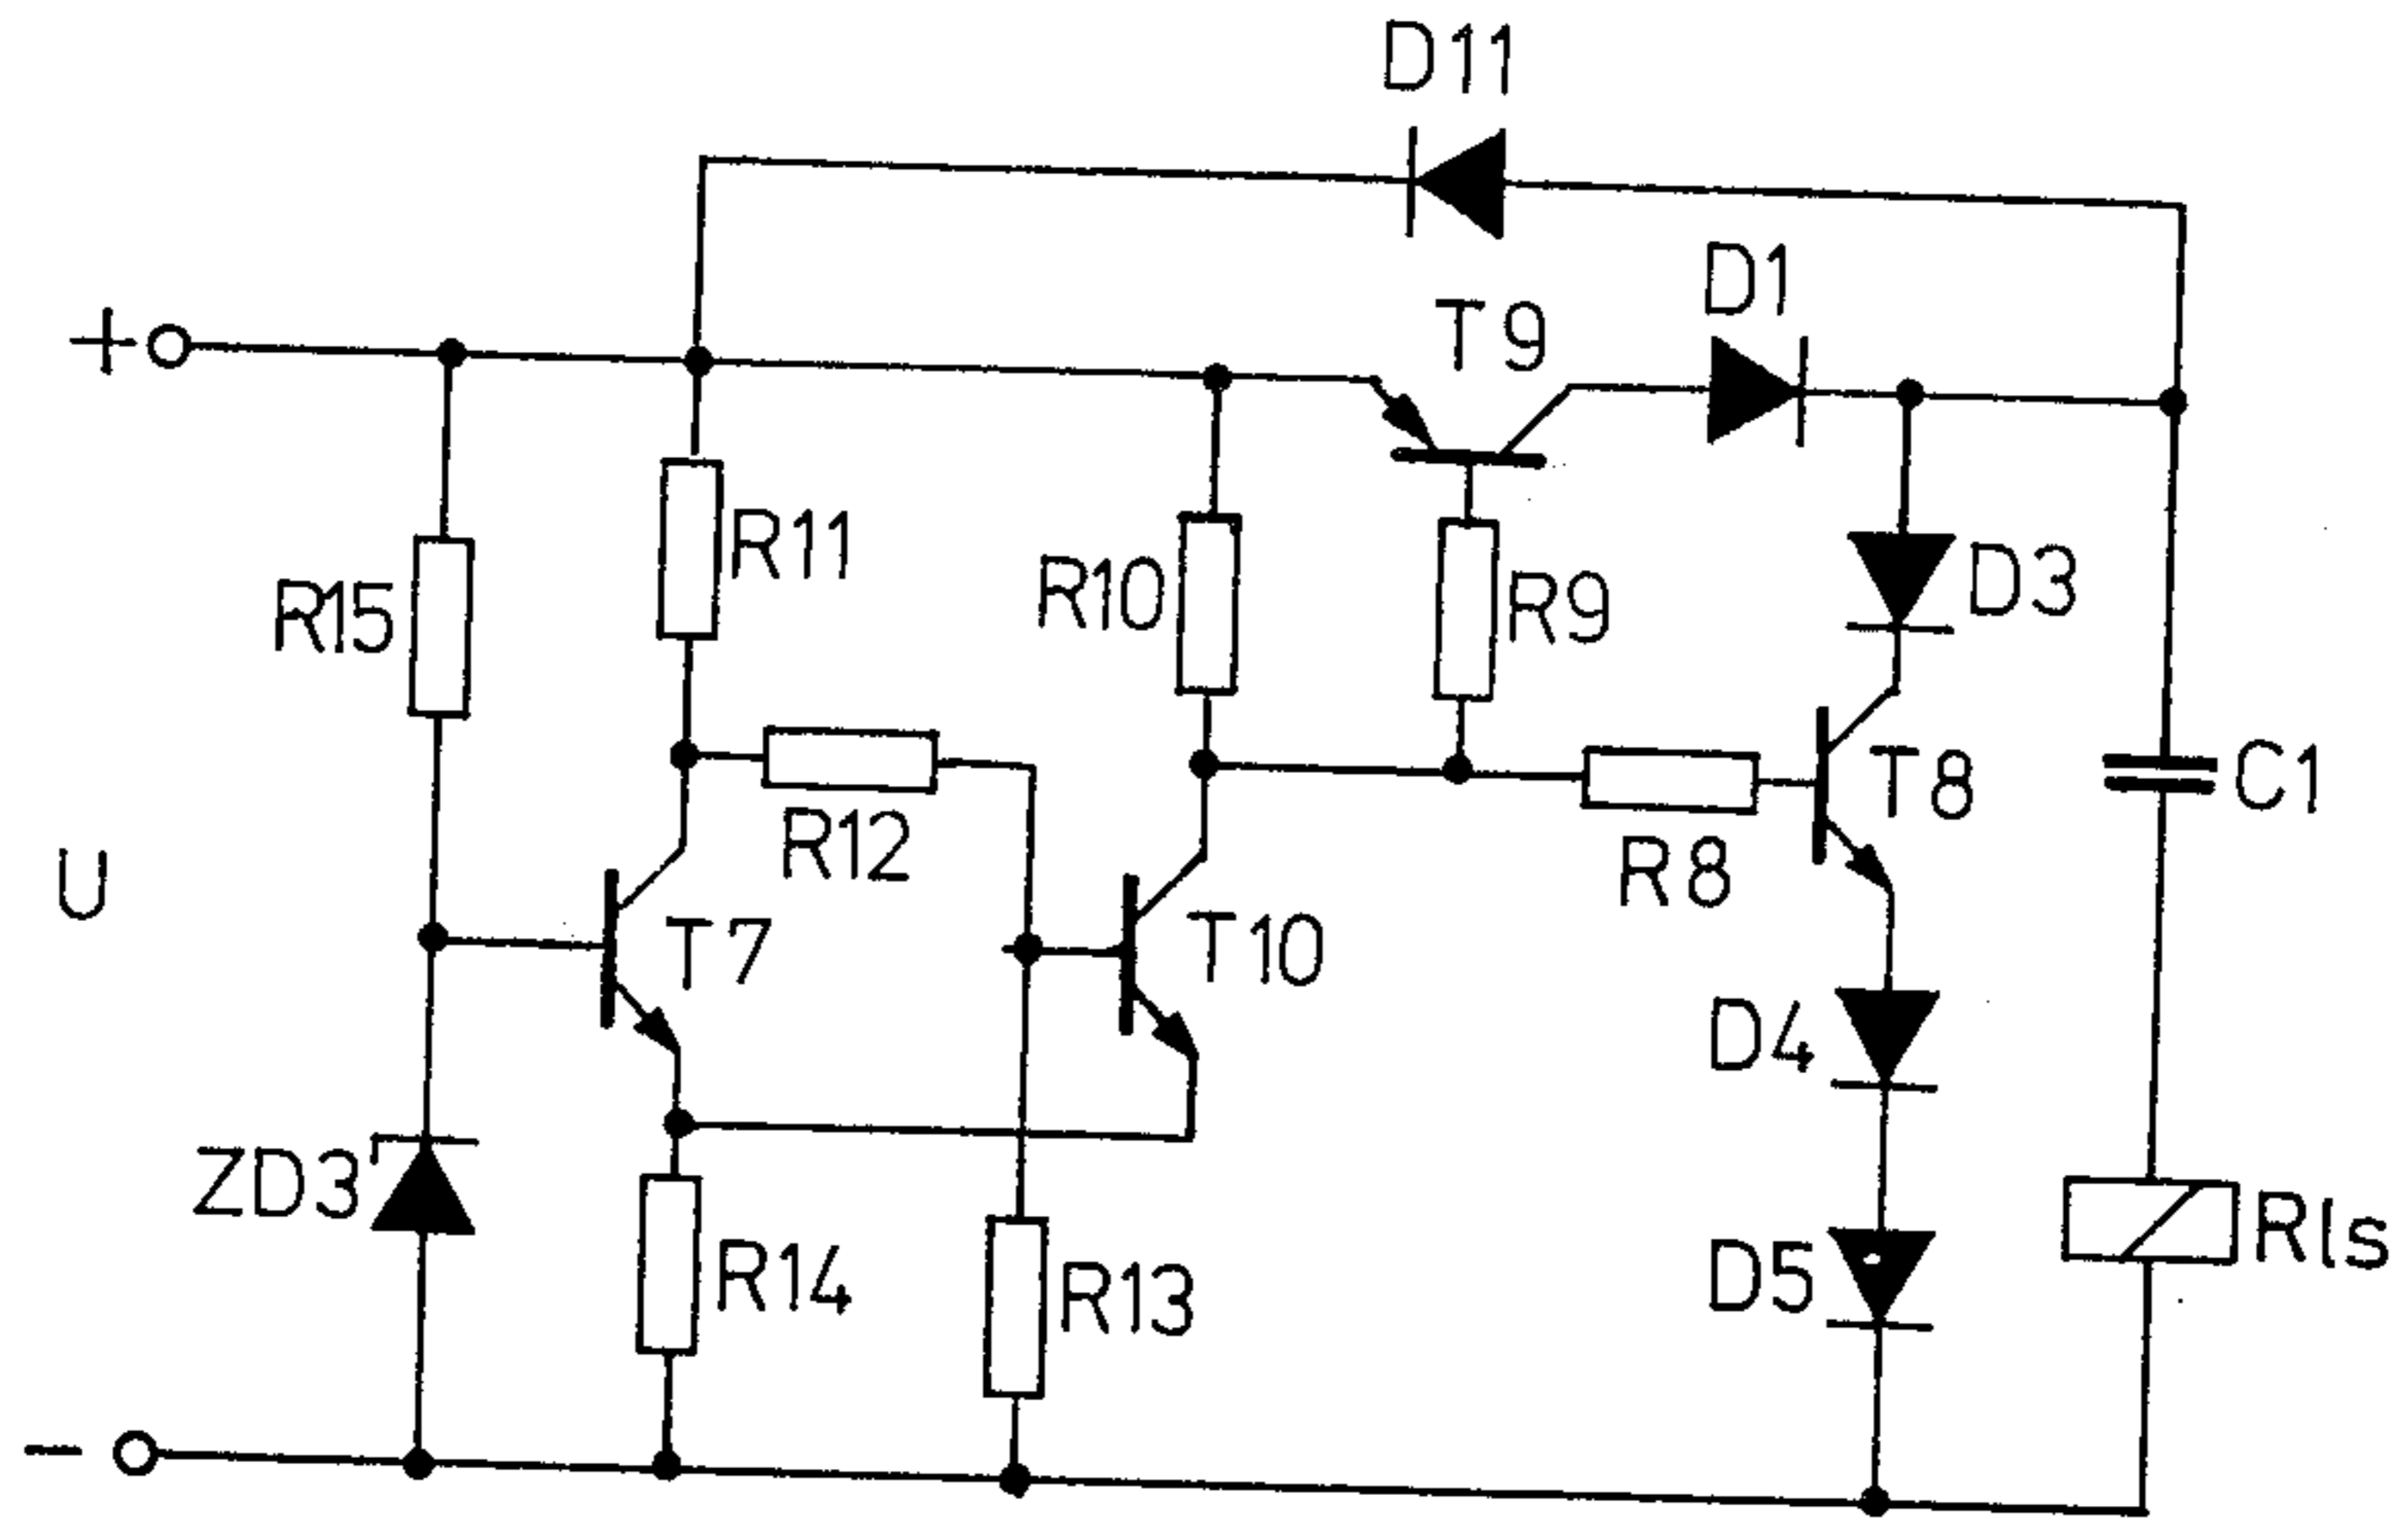 D11
D1
T9
+
R11
R10
R9
D3
R15
T8
C1
R12
R8
U
T7
T10
D4
ZD3
R14
R13
D5
Rls
-